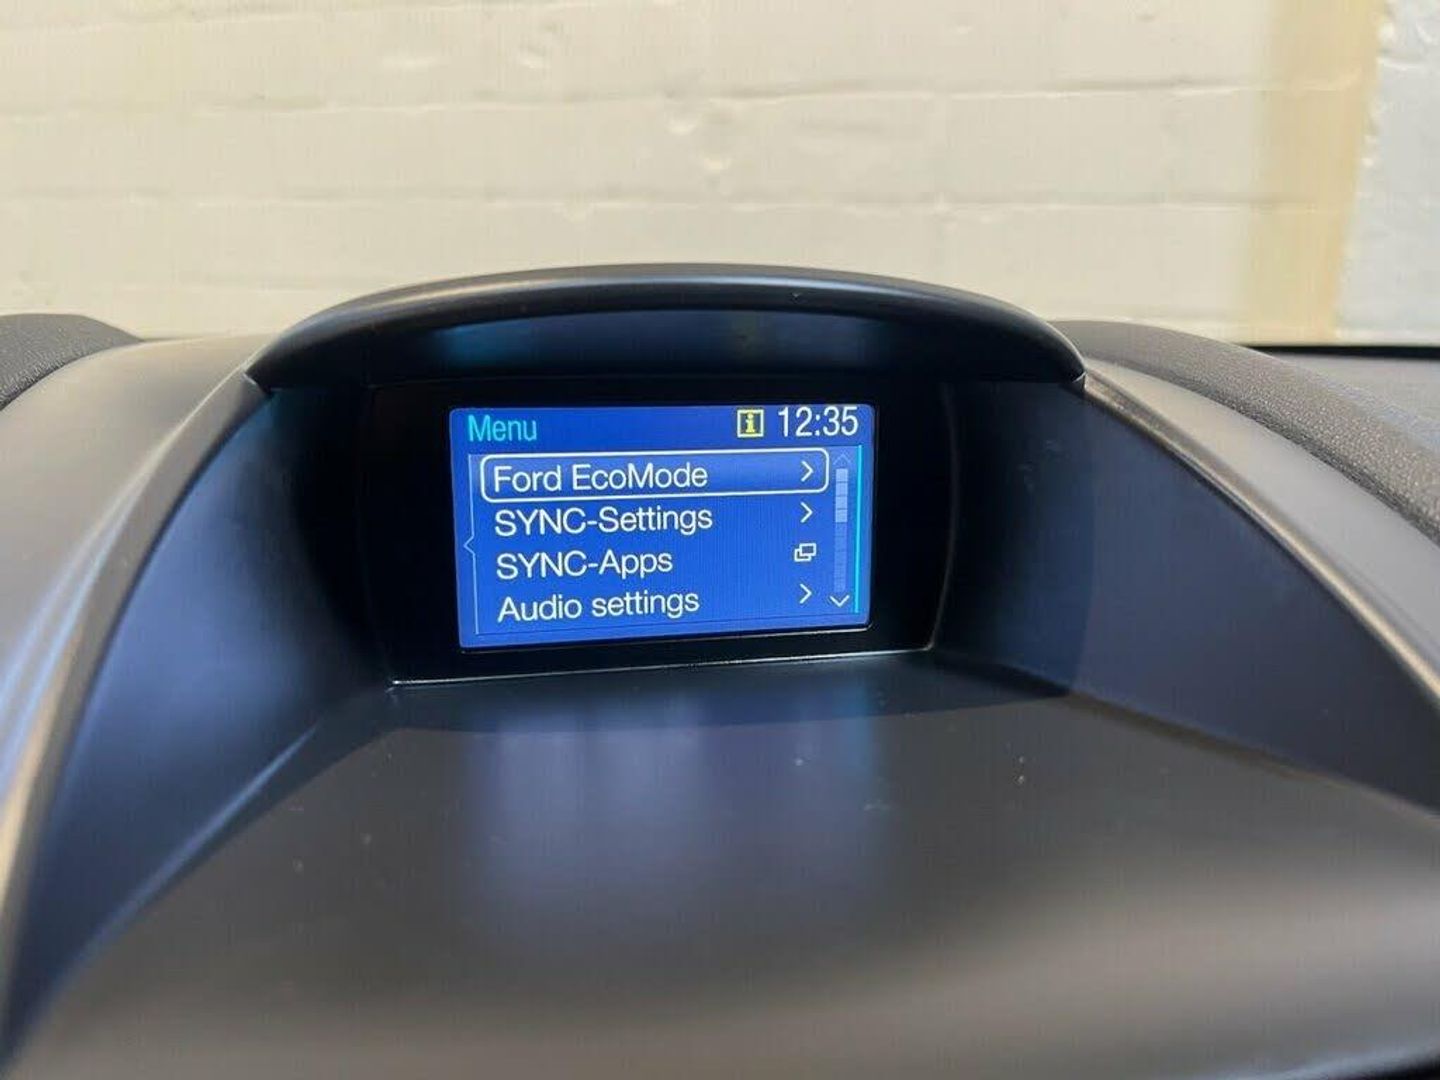 Menu i 12:35
Ford EcoMode
SYNC-Settings
SYNC-Apps
Audio settings